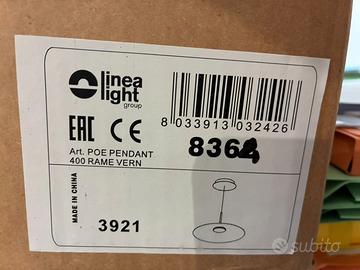 linea
light
group
EAC CE
8 033913 032426
Art. POE PENDANT
400 RAME VERN
8364
MADE IN CHINA
3921
subito